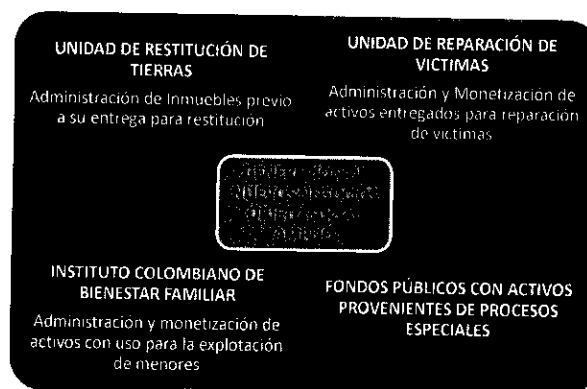 UNIDAD DE RESTITUCIÓN DE
TIERRAS
Administración de Inmuebles previo
a su entrega para restitución
UNIDAD DE REPARACIÓN DE
VICTIMAS
Administración y Monetización de
activos entregados para reparación
de victimas
INSTITUTO COLOMBIANO DE
BIENESTAR FAMILIAR
Administración y monetización de
activos con uso para la explotación
de menores
FONDOS PÚBLICOS CON ACTIVOS
PROVENIENTES DE PROCESOS
ESPECIALES